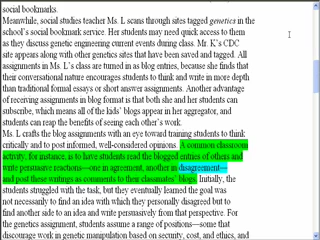 social bookmarks.
Meanwhile, social studies teacher Ms. L scans through sites tagged genetics in the
school's social bookmark service. Her students may need quick access to them
as they discuss genetic engineering current events during class. Mr. K's CDC
site appears along with other genetics sites that have been saved and tagged. All
assignments in Ms. L's class are turned in as blog entries, because she finds that
their conversational nature encourages students to think and write in more depth
than traditional formal essays or short answer assignments. Another advantage
of receiving assignments in blog format is that both she and her students can
subscribe, which means all of the kids' blogs appear in her aggregator, and
students can reap the benefits of seeing each other's work.
Ms. L crafts the blog assignments with an eye toward training students to think
critically and to post informed, well-considered opinions. A common classroom
activity, for instance, is to have students read the blogged entries of others and
write persuasive reactions—one in agreement, another in disagreement—
and post these writings as comments to their classmates' blogs. Initially, the
students struggled with the task, but they eventually learned the goal was
not necessarily to find an idea with which they personally disagreed but to
find another side to an idea and write persuasively from that perspective. For
the genetics assignment, students assume a range of positions—some that
discourage work in genetic manipulation based on security, cost, and ethics, and